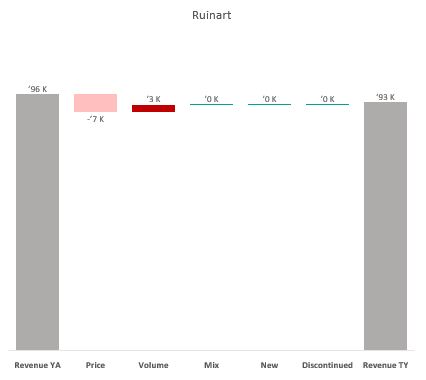 Ruinart
'96 K
-'7 K
'3 K
'0 K
'0 K
'0 K
'93 K
Revenue YA
Price
Volume
Mix
New
Discontinued
Revenue TY